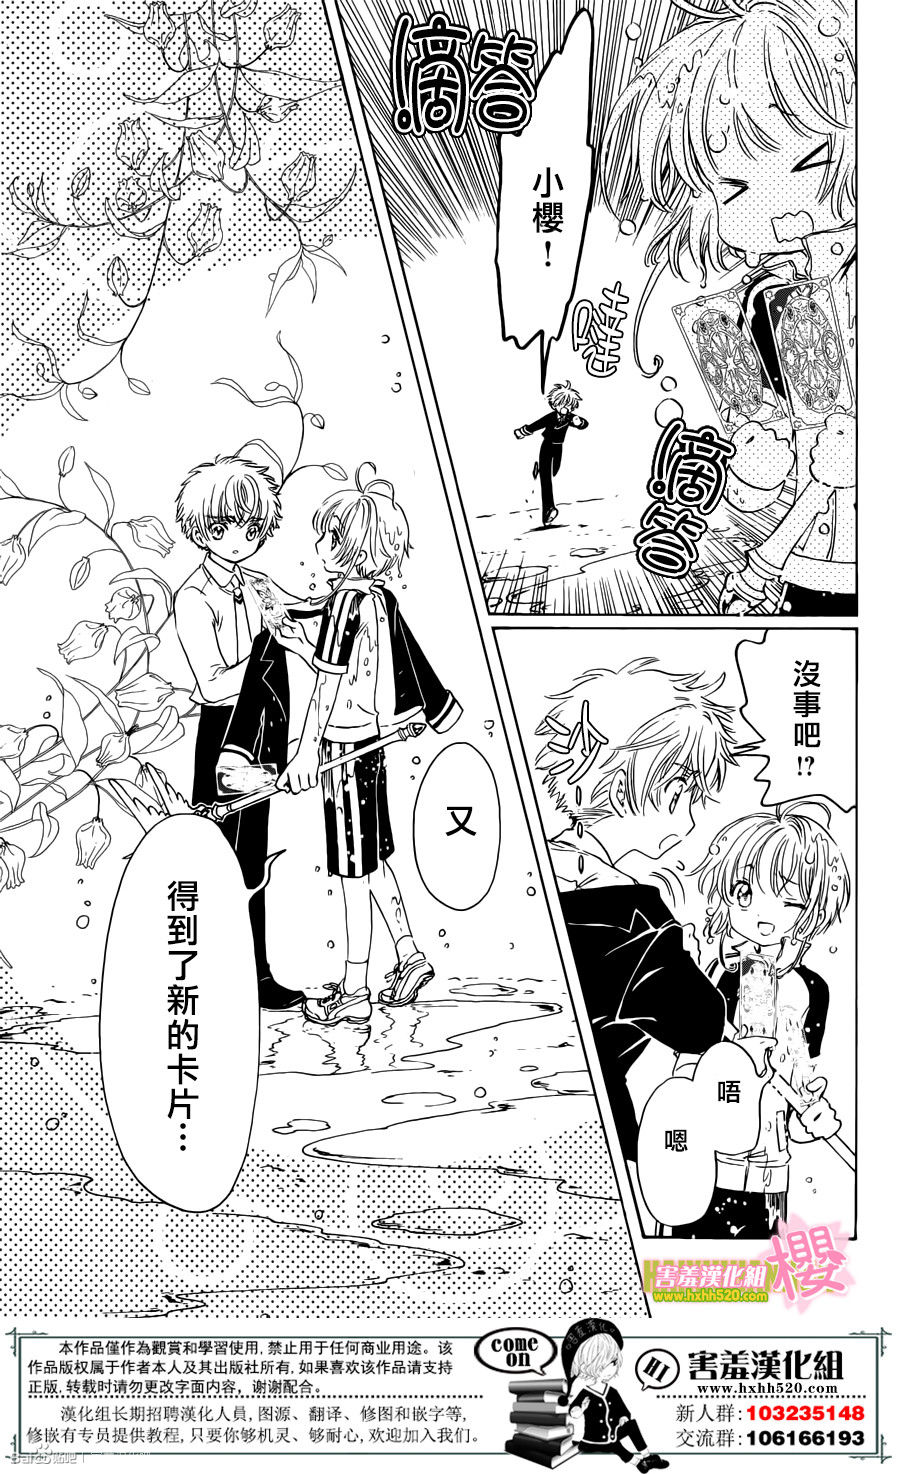 滴答
小櫻！
滴答
沒事吧!?
唔
嗯
又
得到了新的卡片…
害羞漢化組
www.hxhh520.com
櫻
本作品僅作為觀賞和學習使用，禁止用于任何商业用途。该
作品版权属于作者本人及其出版社所有，如果喜欢该作品请支持
正版，转载时请勿更改字面内容，谢谢配合。
漢化組长期招聘漢化人員，图源、翻译、修图和嵌字等，
修嵌有专员提供教程，只要你够机灵、够耐心，欢迎加入我们。
come on
HI
害羞漢化組
www.hxhh520.com
新人群:103235148
交流群:106166193